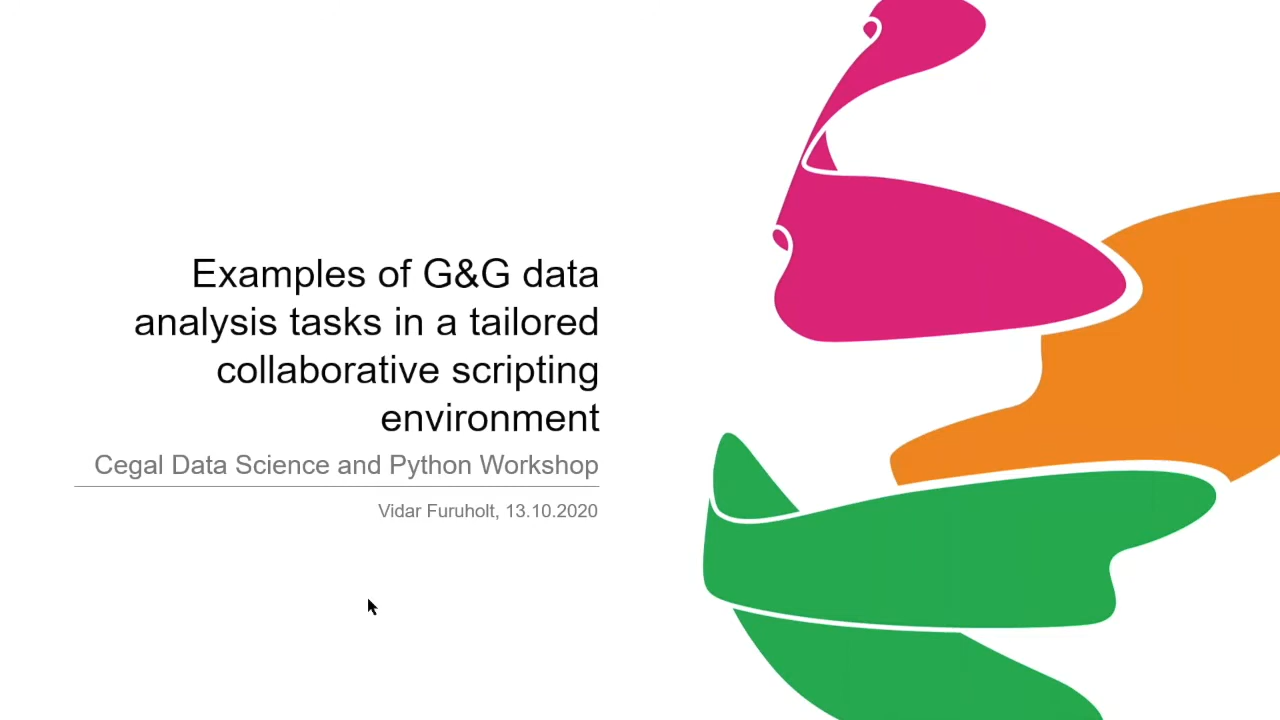 Examples of G&G data
analysis tasks in a tailored
collaborative scripting
environment
Cegal Data Science and Python Workshop
Vidar Furuholt, 13.10.2020